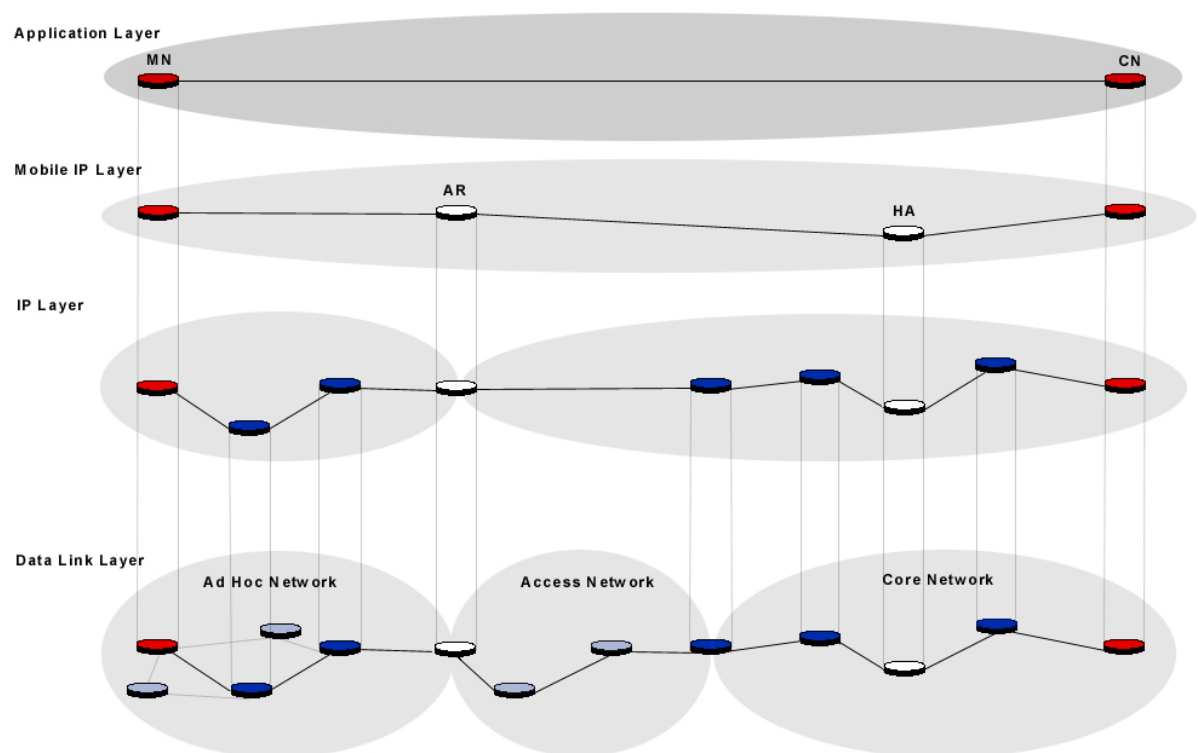 Application Layer
MN
CN
Mobile IP Layer
AR
HA
IP Layer
Data Link Layer
Ad Hoc Network
Access Network
Core Network